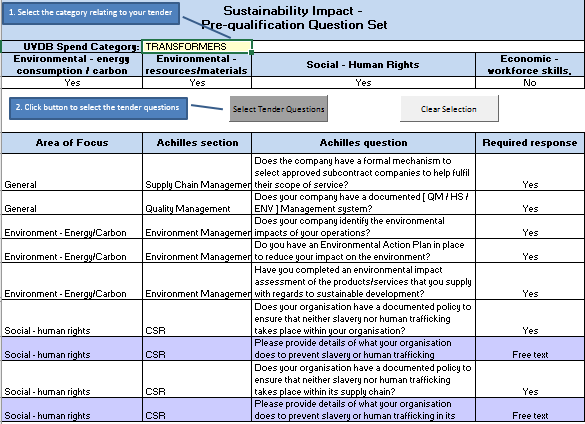 1. Select the category relating to your tender
Sustainability Impact -
Pre-qualification Question Set
UVDB Spend Category: TRANSFORMERS
Environmental - energy consumption / carbon
Environmental - resources/materials
Social - Human Rights
Economic - workforce skills,
Yes Yes Yes No
2. Click button to select the tender questions
Select Tender Questions
Clear Selection
Area of Focus Achilles section Achilles question Required response
Does the company have a formal mechanism to
select approved subcontract companies to help fulfil
General Supply Chain Managemen their scope of service? Yes
Does your company have a documented [ QM / HS /
General Quality Management ENV ] Management system? Yes
Does your company identify the environmental
Environment - Energy/Carbon Environment Managemen impacts of your operations? Yes
Do you have an Environmental Action Plan in place
Environment - Energy/Carbon Environment Managemen to reduce your impact on the environment? Yes
Have you completed an environmental impact
assessment of the products/services that you supply
Environment - Energy/Carbon Environment Managemen with regards to sustainable development? Yes
Does your organisation have a documented policy to
ensure that neither slavery nor human trafficking
Social - human rights CSR takes place within your organisation? Yes
Please provide details of what your organisation
Social - human rights CSR does to prevent slavery or human trafficking Free text
Does your organisation have a documented policy to
ensure that neither slavery nor human trafficking
Social - human rights CSR takes place within its supply chain? Yes
Please provide details of what your organisation
Social - human rights CSR does to prevent slavery or human trafficking in its Free text